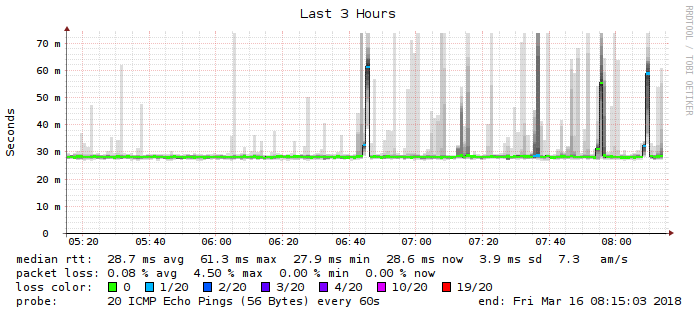 Last 3 Hours
RRDTOOL / TOBI OETIKER
Seconds
70 m
60 m
50 m
40 m
30 m
20 m
10 m
0
05:20 05:40 06:00 06:20 06:40 07:00 07:20 07:40 08:00
median rtt: 28.7 ms avg 61.3 ms max 27.9 ms min 28.6 ms now 3.9 ms sd 7.3 am/s
packet loss: 0.08 % avg 4.50 % max 0.00 % min 0.00 % now
loss color: 0 1/20 2/20 3/20 4/20 10/20 19/20
probe: 20 ICMP Echo Pings (56 Bytes) every 60s end: Fri Mar 16 08:15:03 2018